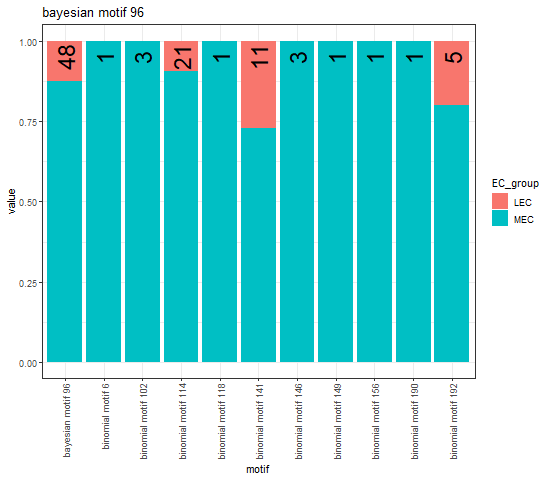 bayesian motif 96
48
1
3
21
1
11
3
1
1
1
5
1.00
0.75
0.50
0.25
0.00
value
bayesian motif 96
binomial motif 6
binomial motif 102
binomial motif 114
binomial motif 118
binomial motif 141
binomial motif 146
binomial motif 149
binomial motif 156
binomial motif 190
binomial motif 192
motif
EC_group
LEC
MEC